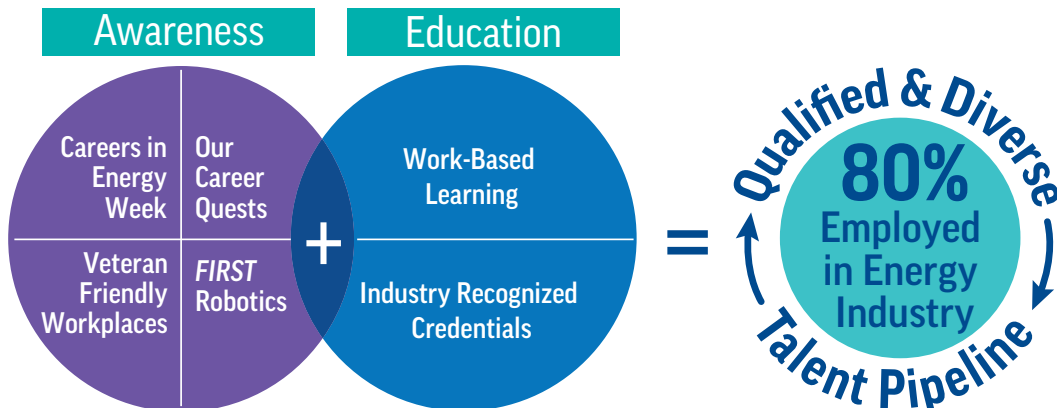 Awareness
Education
Careers in
Energy
Week
Our
Career
Quests
Veteran
Friendly
Workplaces
FIRST
Robotics
+
Work-Based
Learning
Industry Recognized
Credentials
=
Qualified & Diverse
80%
Employed
in Energy
Industry
Talent Pipeline